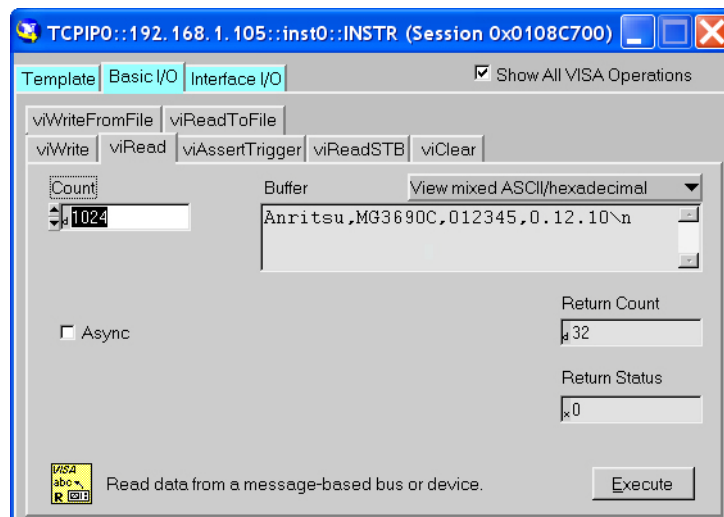 TCPIP0::192.168.1.105::inst0::INSTR (Session 0x0108C700)
Template Basic I/O Interface I/O Show All VISA Operations
viWriteFromFile viReadToFile
viWrite viRead viAssertTrigger viReadSTB viClear
Count Buffer View mixed ASCII/hexadecimal
d 1024 Anritsu,MG3690C,012345,0.12.10\n
Return Count
Async d 32
Return Status
x 0
VISA
abc
R
Read data from a message-based bus or device. Execute